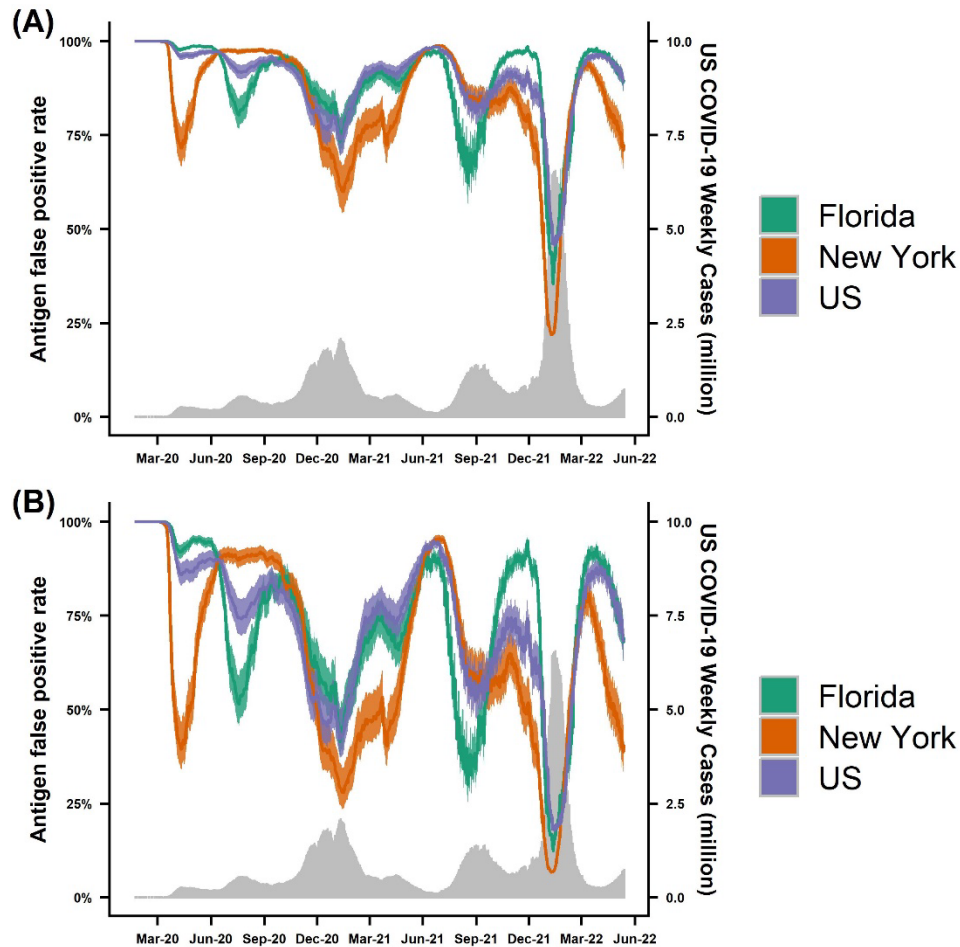 (A)
Antigen false positive rate
100%
75%
50%
25%
0%
10.0
7.5
5.0
2.5
0.0
US COVID-19 Weekly Cases (million)
Mar-20 Jun-20 Sep-20 Dec-20 Mar-21 Jun-21 Sep-21 Dec-21 Mar-22 Jun-22
Florida
New York
US
(B)
Antigen false positive rate
100%
75%
50%
25%
0%
10.0
7.5
5.0
2.5
0.0
US COVID-19 Weekly Cases (million)
Mar-20 Jun-20 Sep-20 Dec-20 Mar-21 Jun-21 Sep-21 Dec-21 Mar-22 Jun-22
Florida
New York
US